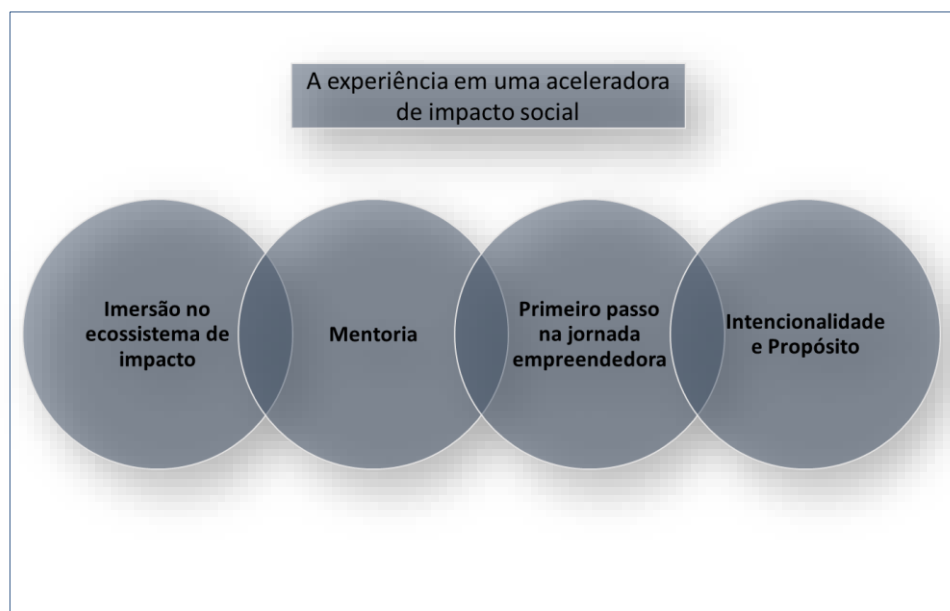 A experiência em uma aceleradora
de impacto social
Imersão no
ecossistema de
impacto
Mentoria
Primeiro passo
na jornada
empreendedora
Intencionalidade
e Propósito